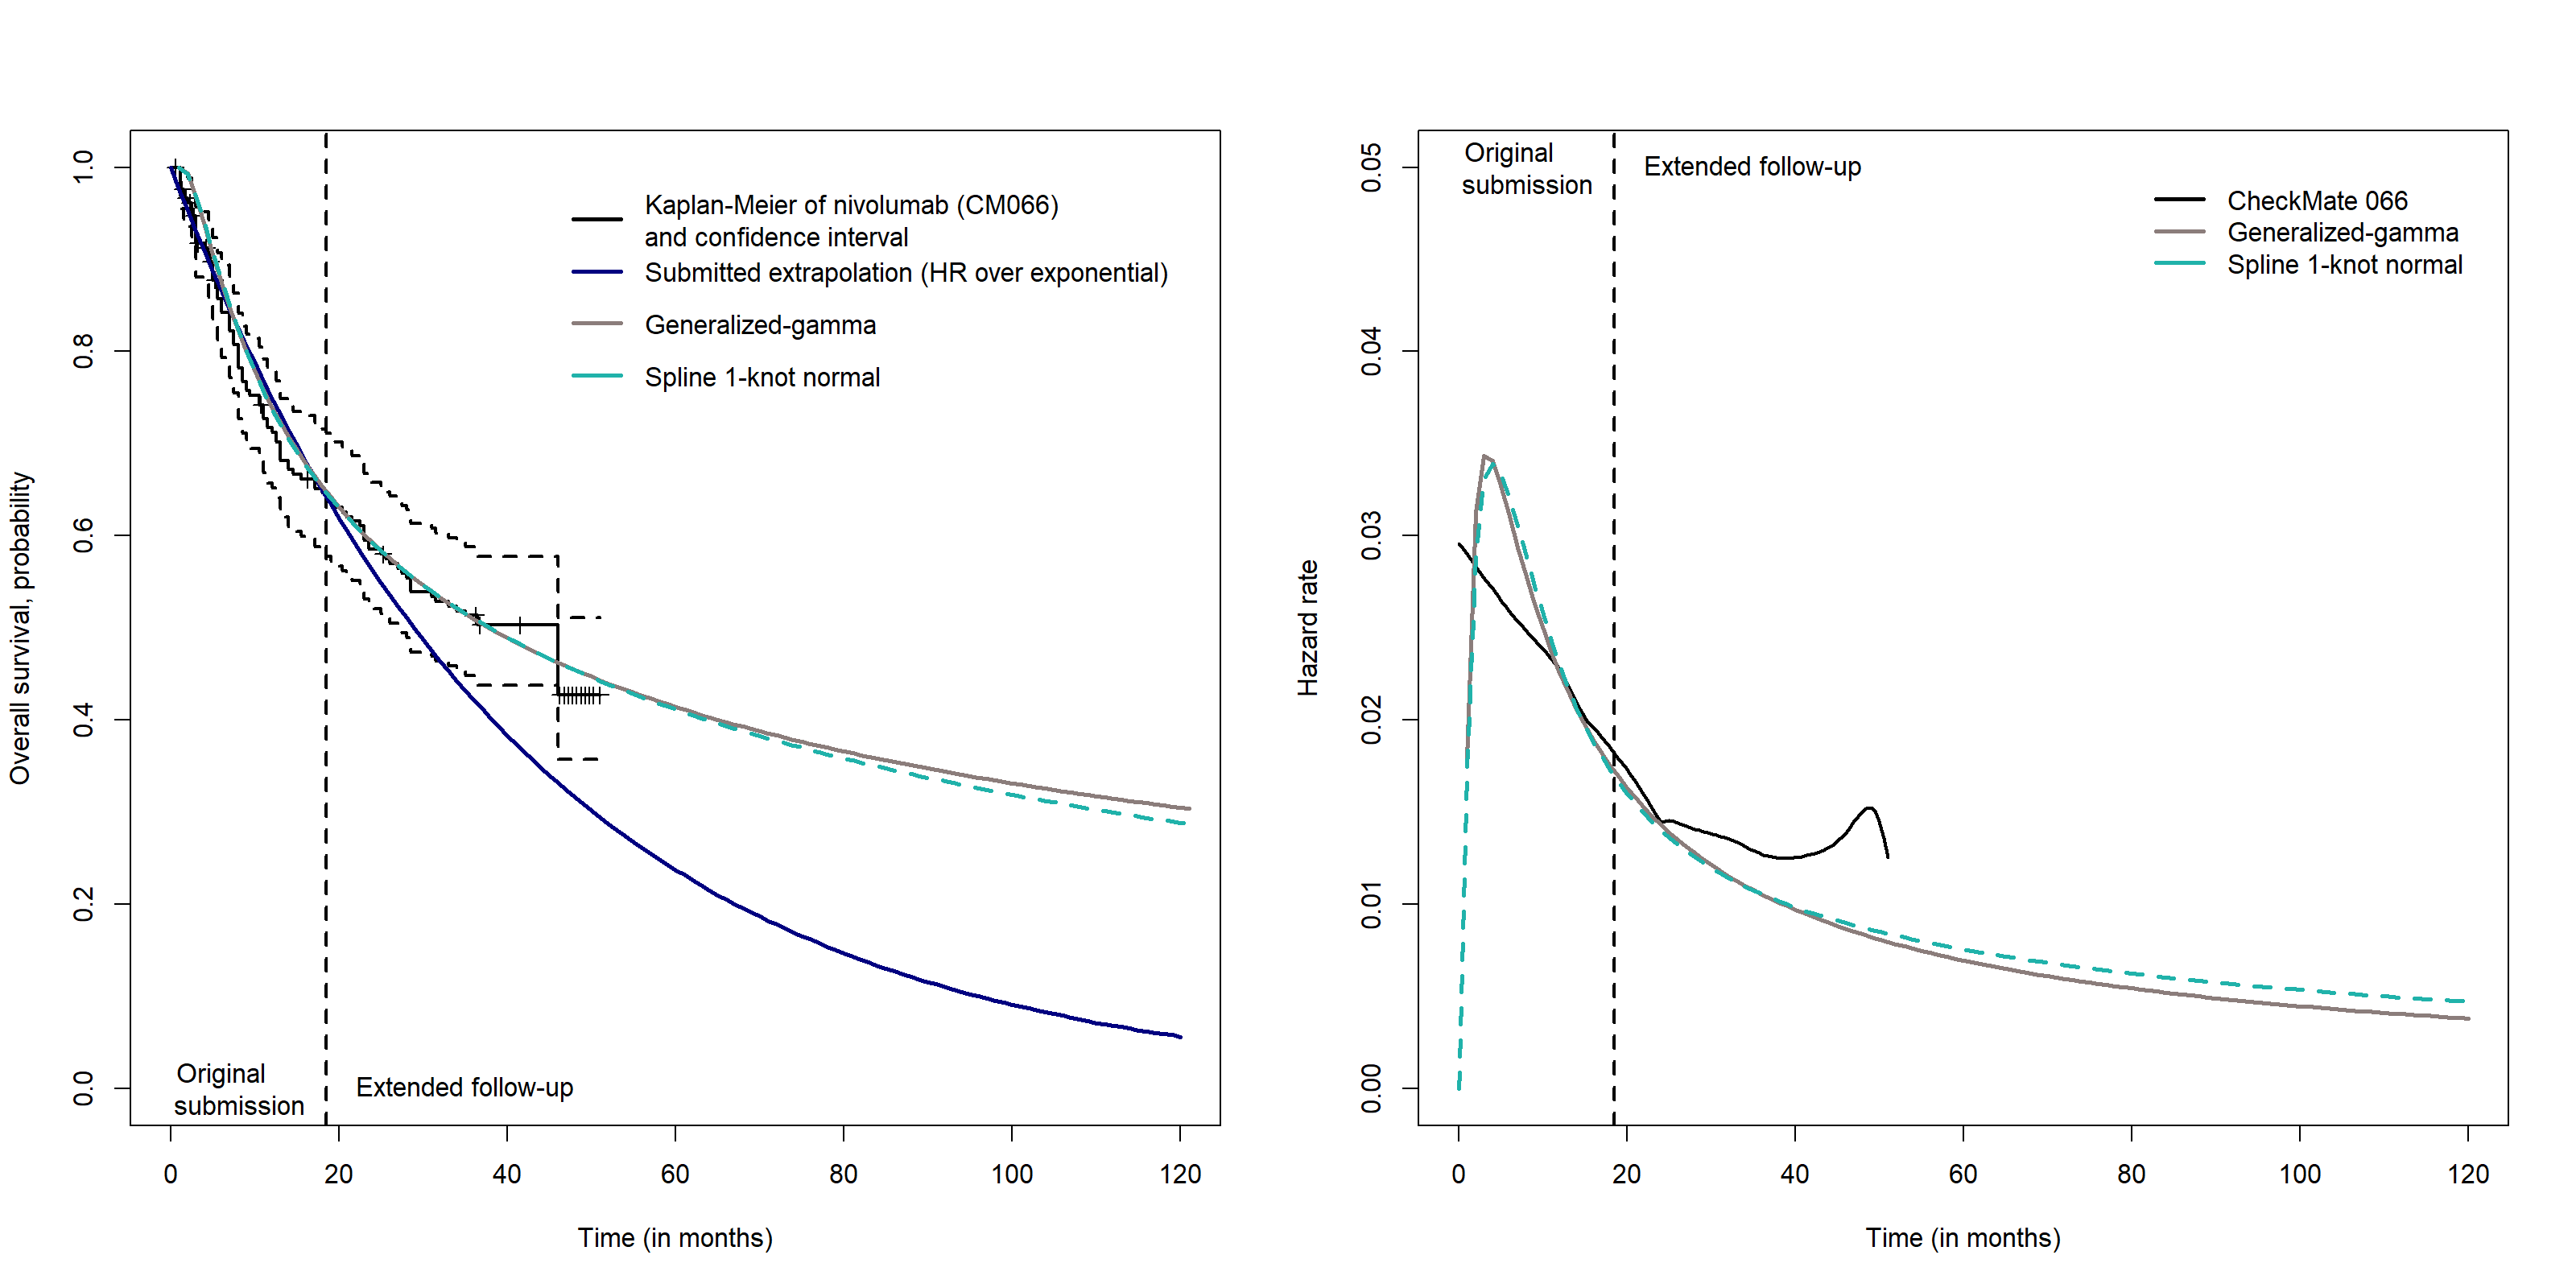 Overall survival, probability
1.0
0.8
0.6
0.4
0.2
0.0
Kaplan-Meier of nivolumab (CM066)
and confidence interval
Submitted extrapolation (HR over exponential)
Generalized-gamma
Spline 1-knot normal
Original
submission
Extended follow-up
0 20 40 60 80 100 120
Time (in months)
Hazard rate
0.05
0.04
0.03
0.02
0.01
0.00
Original
submission
Extended follow-up
CheckMate 066
Generalized-gamma
Spline 1-knot normal
0 20 40 60 80 100 120
Time (in months)